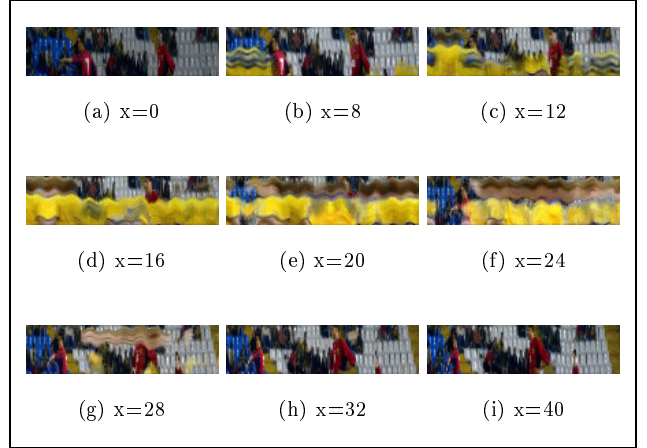 (a) x=0 (b) x=8 (c) x=12
(d) x=16 (e) x=20 (f) x=24
(g) x=28 (h) x=32 (i) x=40